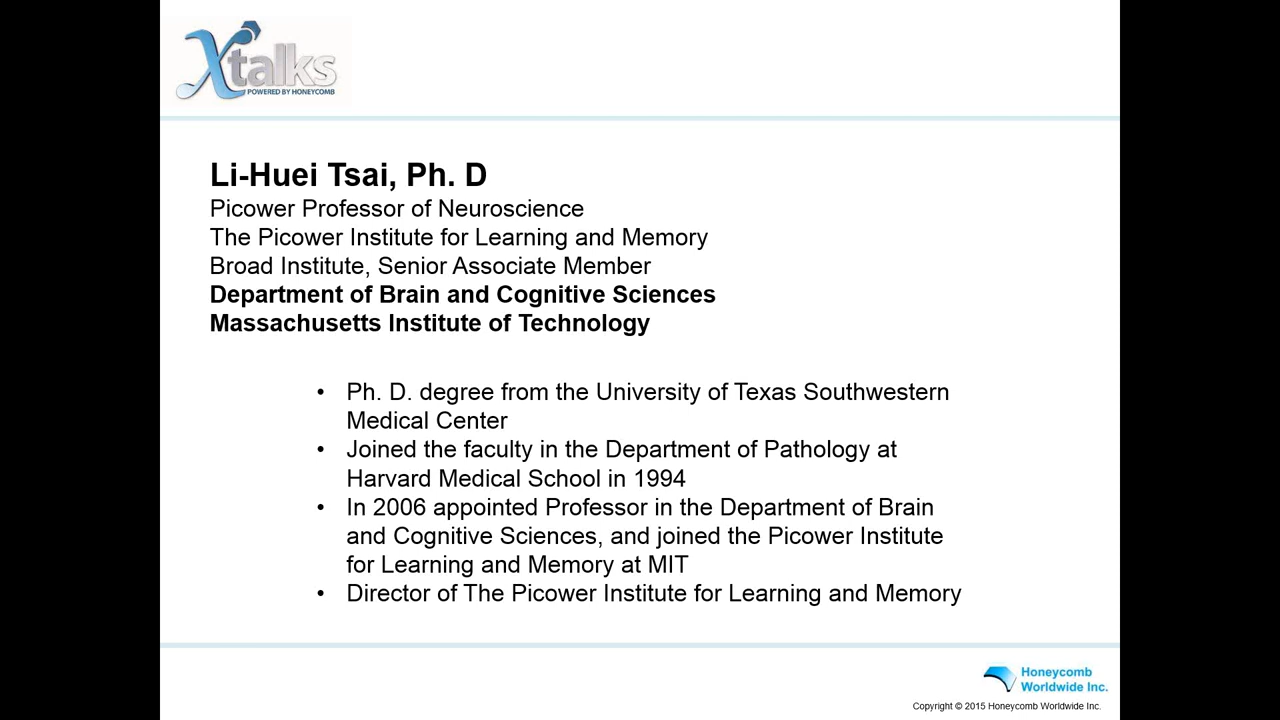 Xtalks
POWERED BY HONEYCOMB
Li-Huei Tsai, Ph. D
Picower Professor of Neuroscience
The Picower Institute for Learning and Memory
Broad Institute, Senior Associate Member
Department of Brain and Cognitive Sciences
Massachusetts Institute of Technology
• Ph. D. degree from the University of Texas Southwestern
Medical Center
• Joined the faculty in the Department of Pathology at
Harvard Medical School in 1994
• In 2006 appointed Professor in the Department of Brain
and Cognitive Sciences, and joined the Picower Institute
for Learning and Memory at MIT
• Director of The Picower Institute for Learning and Memory
Honeycomb
Worldwide Inc.
Copyright © 2015 Honeycomb Worldwide Inc.